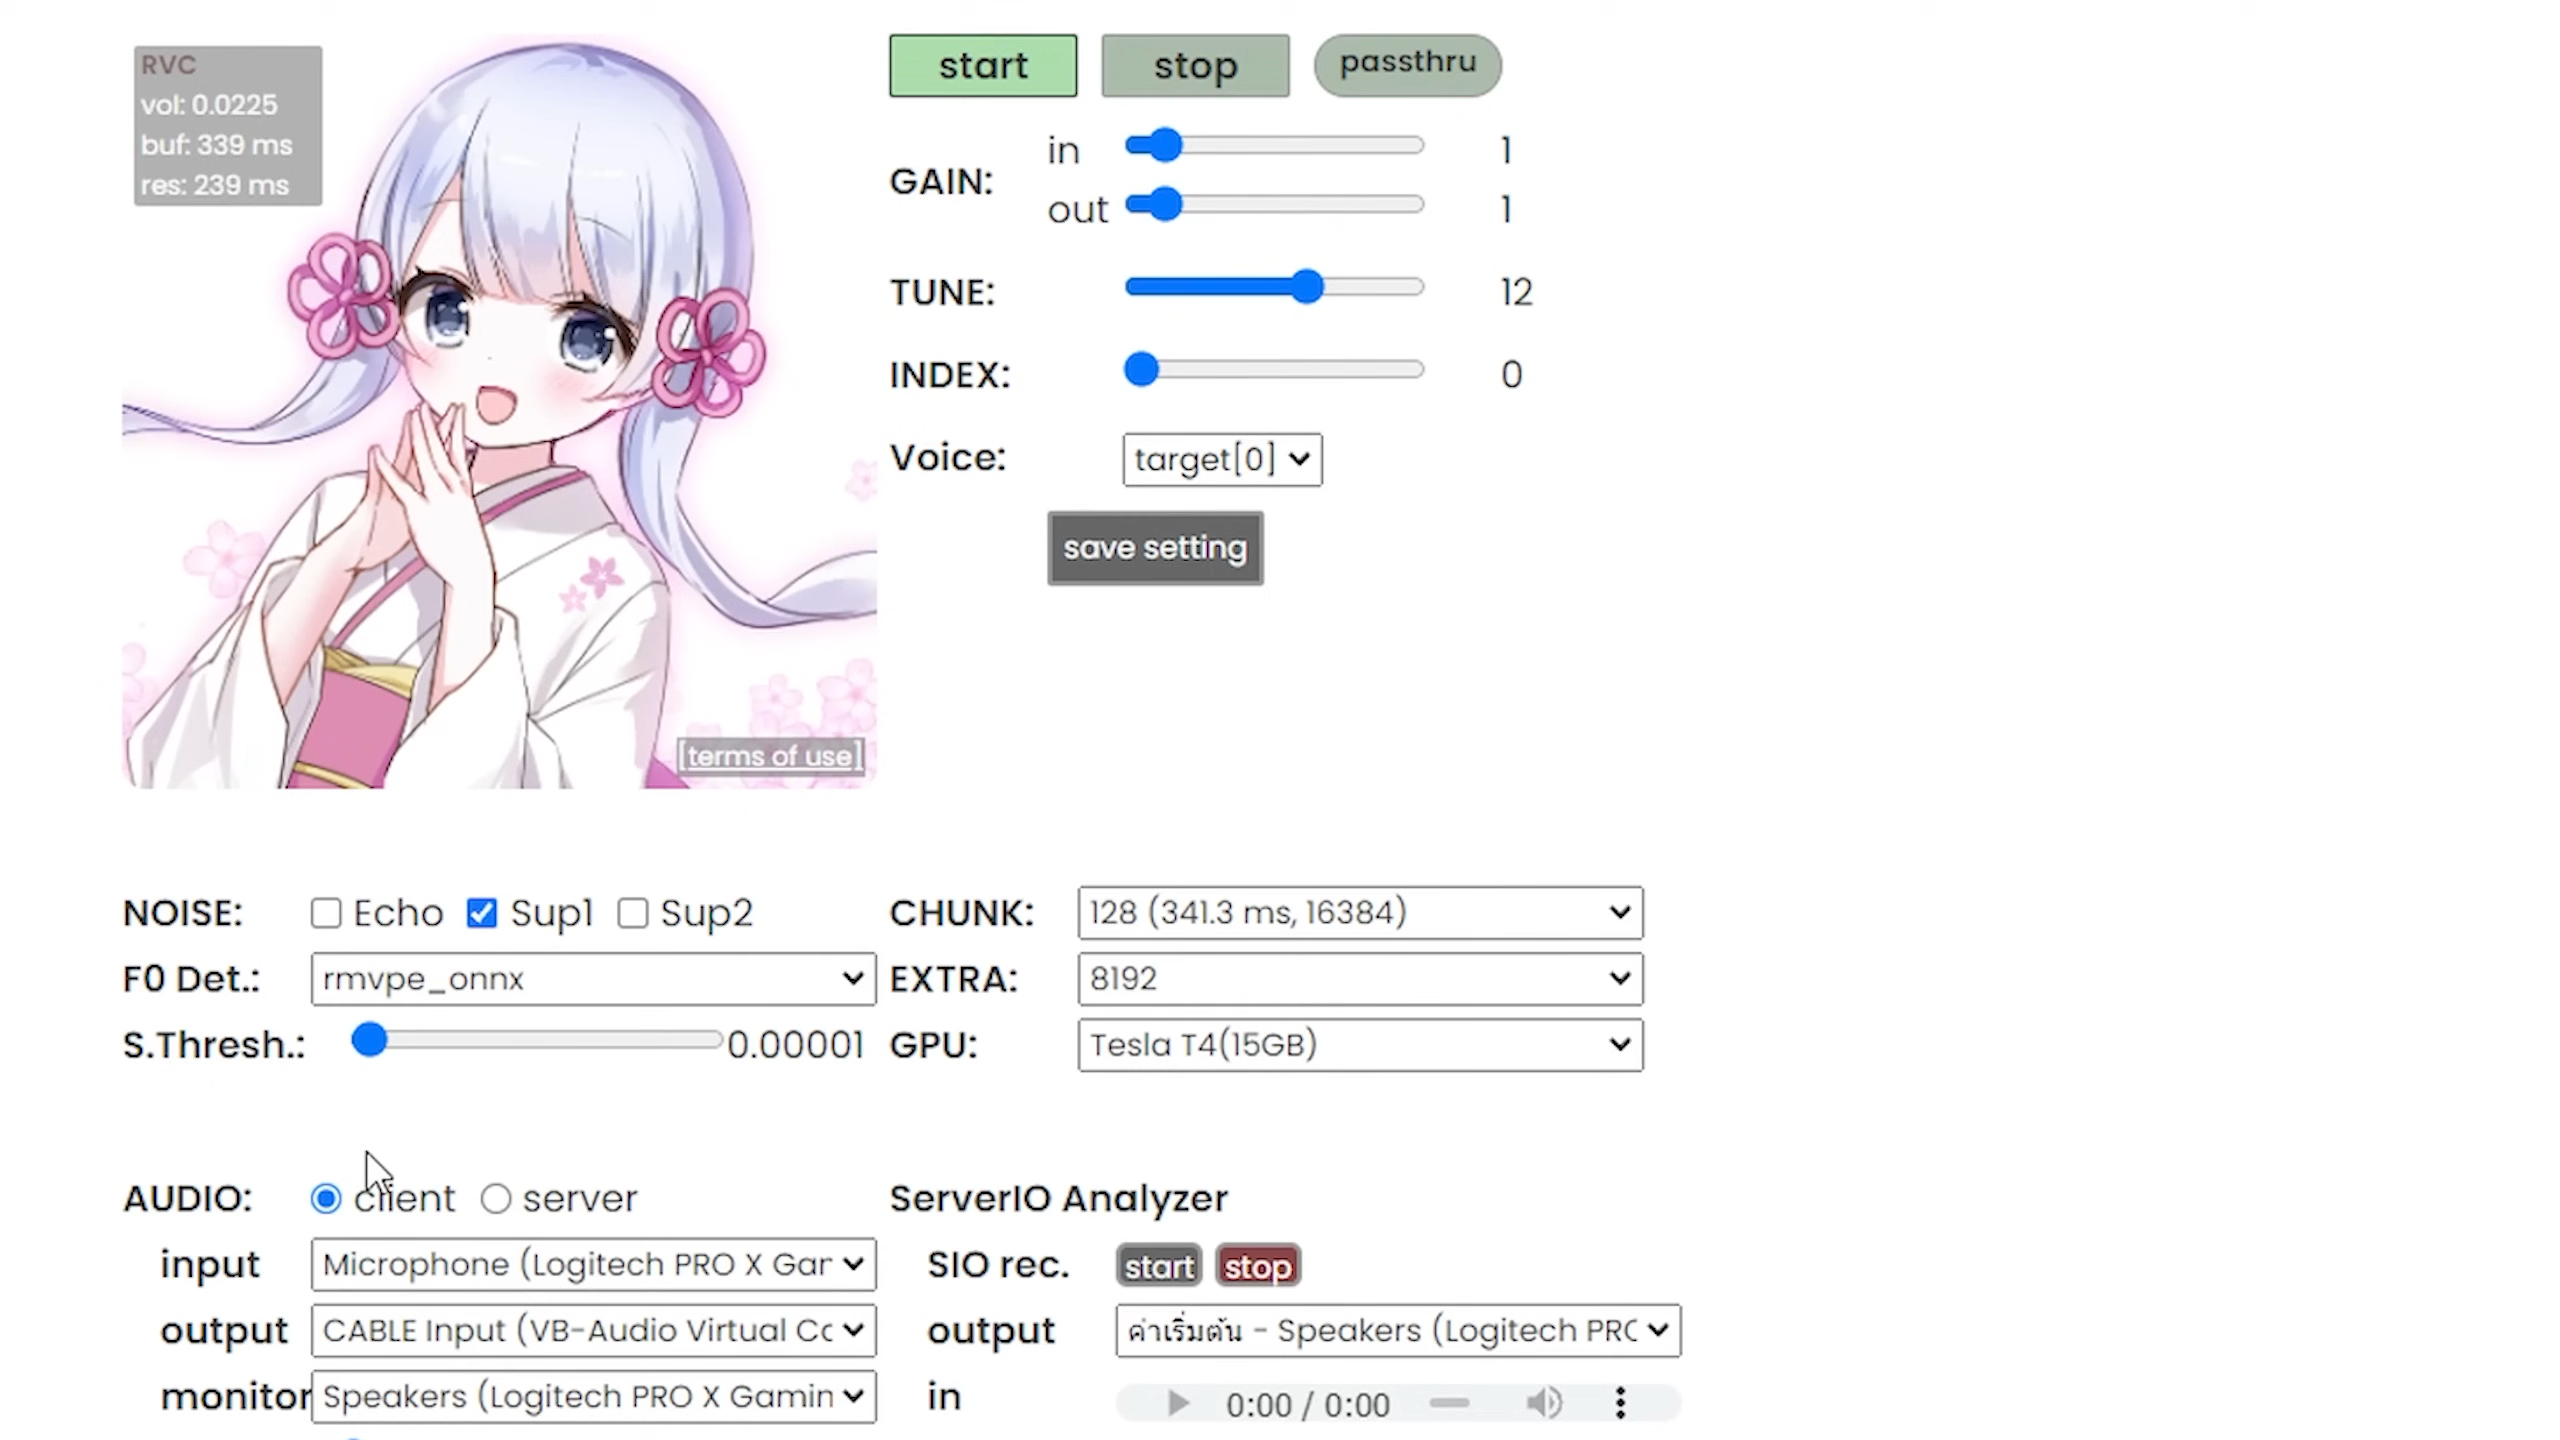 RVC
vol: 0.0225
buf: 339 ms
res: 239 ms
[terms of use]
start stop passthru
GAIN: in 1
out 1
TUNE: 12
INDEX: 0
Voice: target[0]
save setting
NOISE: Echo Sup1 Sup2
F0 Det.: rmvpe_onnx
S.Thresh.: 0.00001
CHUNK: 128 (341.3 ms, 16384)
EXTRA: 8192
GPU: Tesla T4(15GB)
AUDIO: client server
input Microphone (Logitech PRO X Gar
output CABLE Input (VB-Audio Virtual Cc
monitor Speakers (Logitech PRO X Gamin
ServerIO Analyzer
SIO rec. start stop
output ค่าเริ่มต้น - Speakers (Logitech PRC
in 0:00 / 0:00